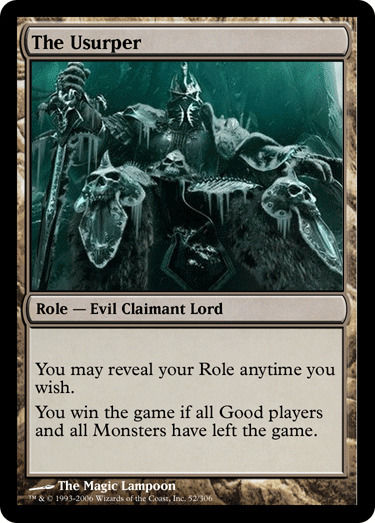 The Usurper
Role — Evil Claimant Lord
You may reveal your Role anytime you
wish.
You win the game if all Good players
and all Monsters have left the game.
The Magic Lampoon
™ & © 1993-2006 Wizards of the Coast, Inc. 52/306